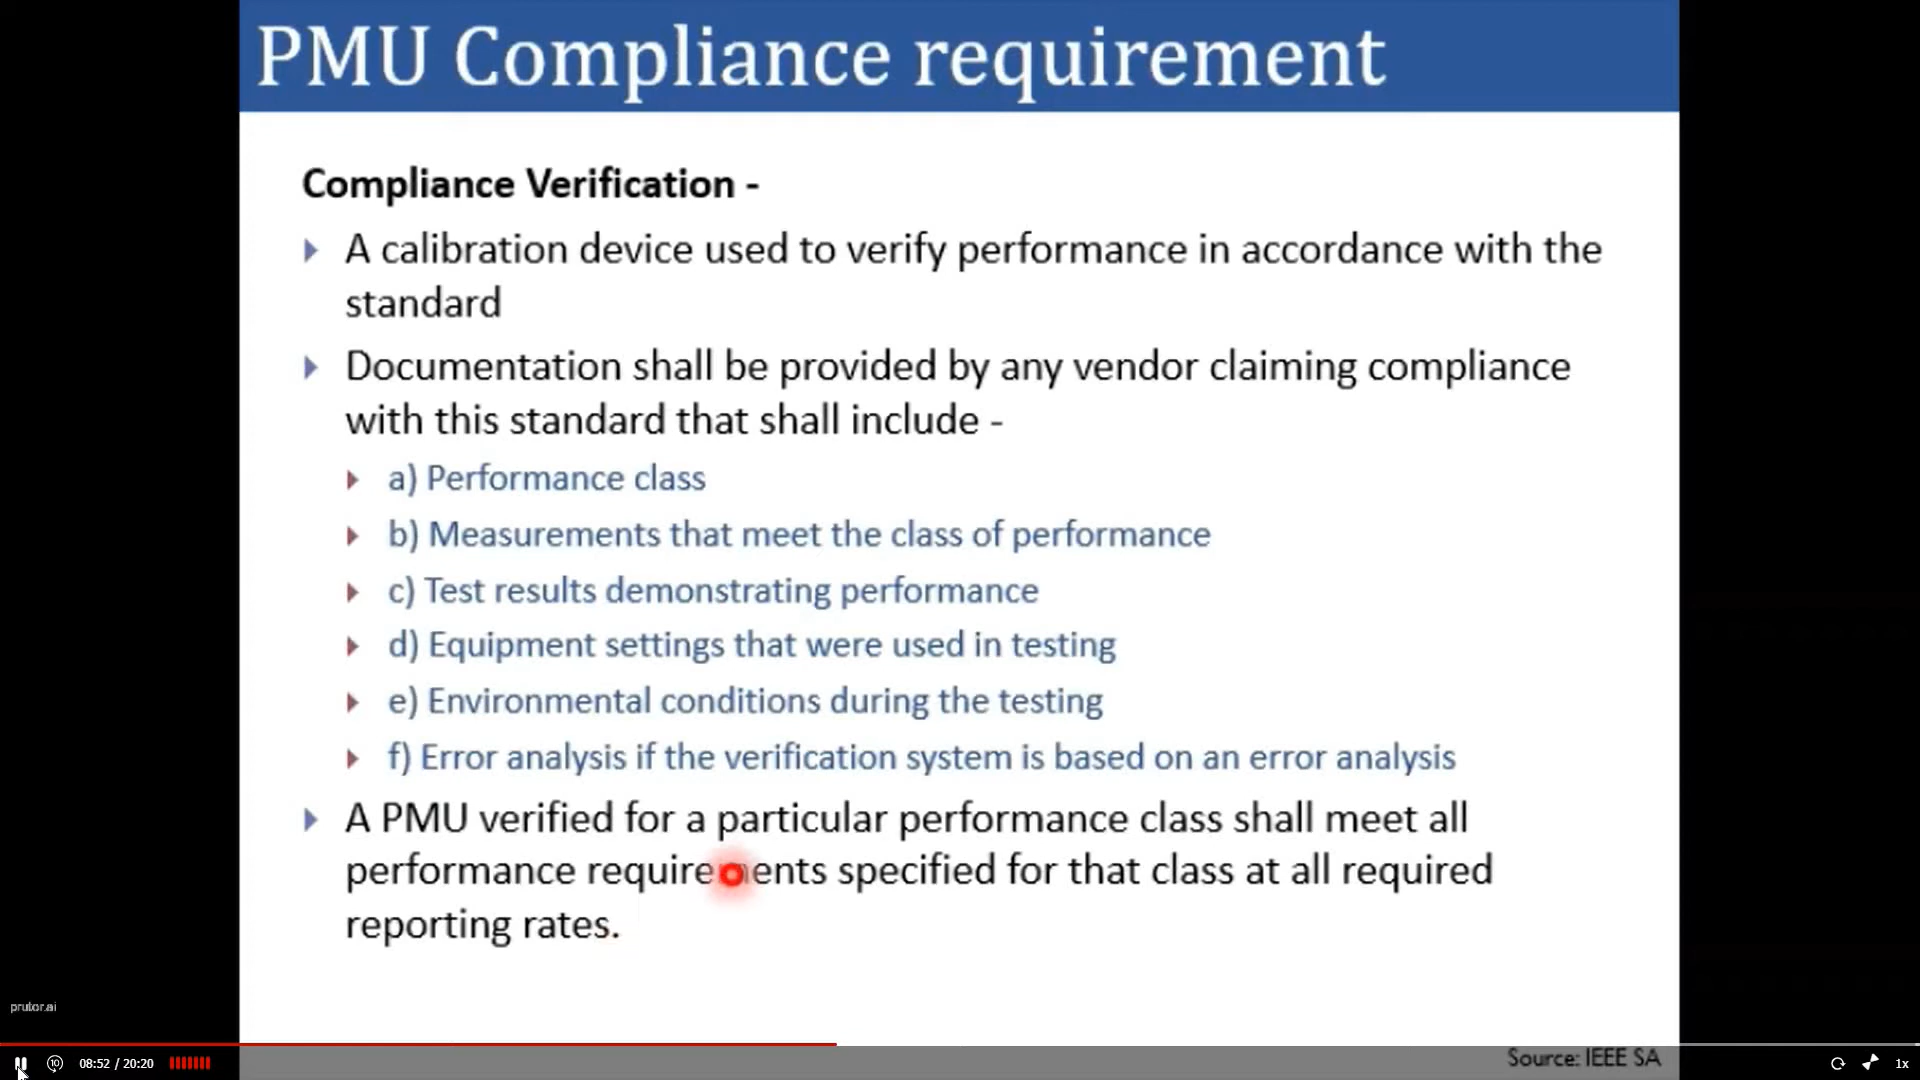 PMU Compliance requirement
Compliance Verification -
A calibration device used to verify performance in accordance with the
standard
Documentation shall be provided by any vendor claiming compliance
with this standard that shall include -
a) Performance class
b) Measurements that meet the class of performance
c) Test results demonstrating performance
d) Equipment settings that were used in testing
e) Environmental conditions during the testing
f) Error analysis if the verification system is based on an error analysis
A PMU verified for a particular performance class shall meet all
performance requirements specified for that class at all required
reporting rates.
prutor.ai
10
08:52 / 20:20
Source: IEEE SA
1x